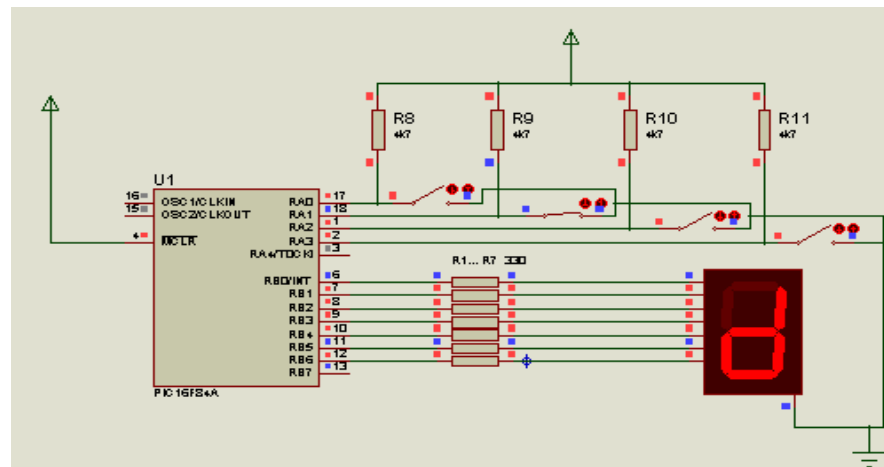 R8
4k7
R9
4k7
R10
4k7
R11
4k7
U1
16
OSC1/CLKIN
15
OSC2/CLKOUT
4
MCLR
RA0
17
RA1
18
RA2
1
RA3
2
RA4/T0CKI
3
RB0/INT
6
RB1
7
RB2
8
RB3
9
RB4
10
RB5
11
RB6
12
RB7
13
PIC16F84A
R1... R7 330
d